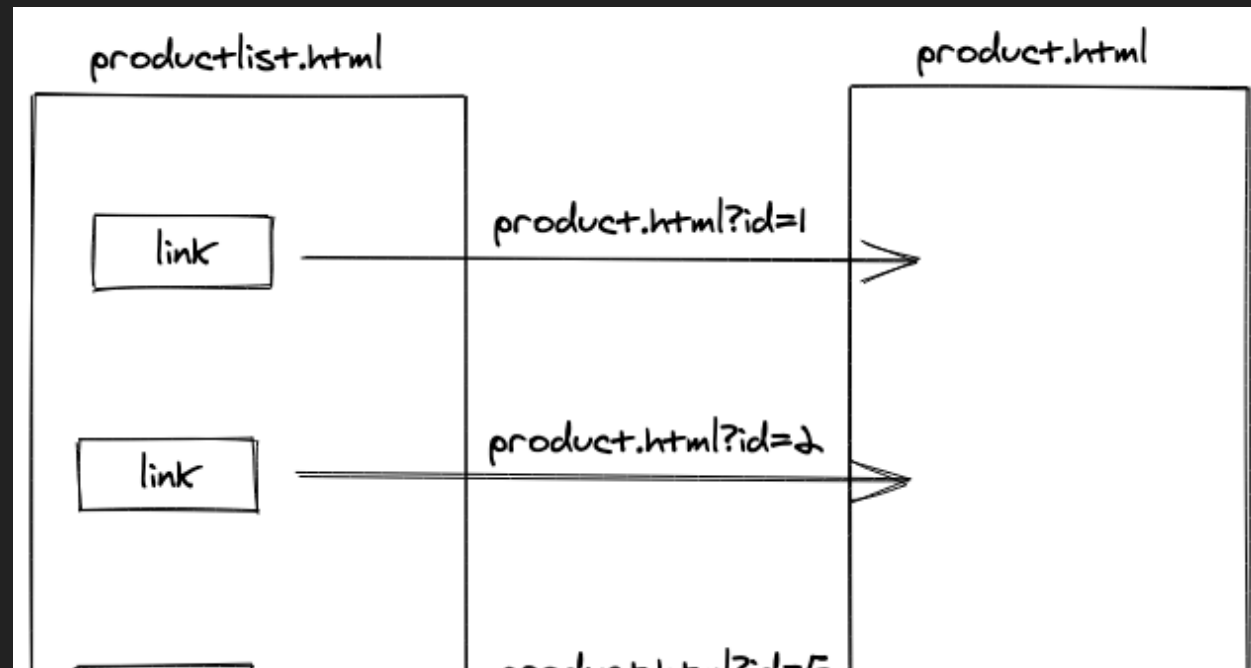 productlist.html
product.html
link
product.html?id=1
link
product.html?id=2